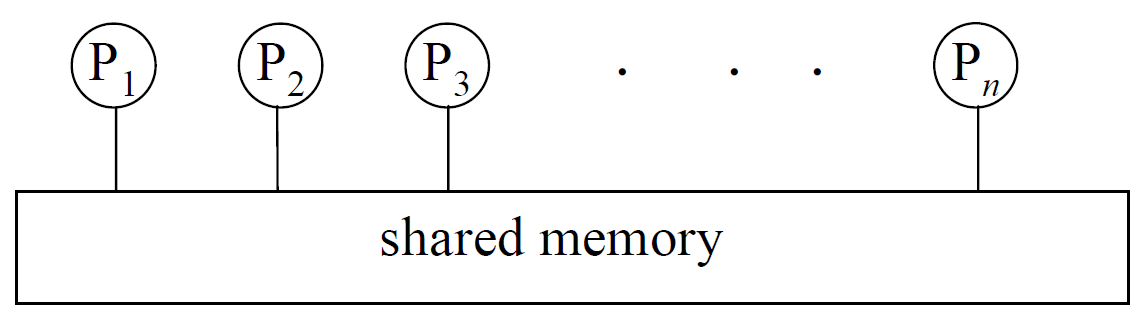 P1 P2 P3 . . . Pn
shared memory